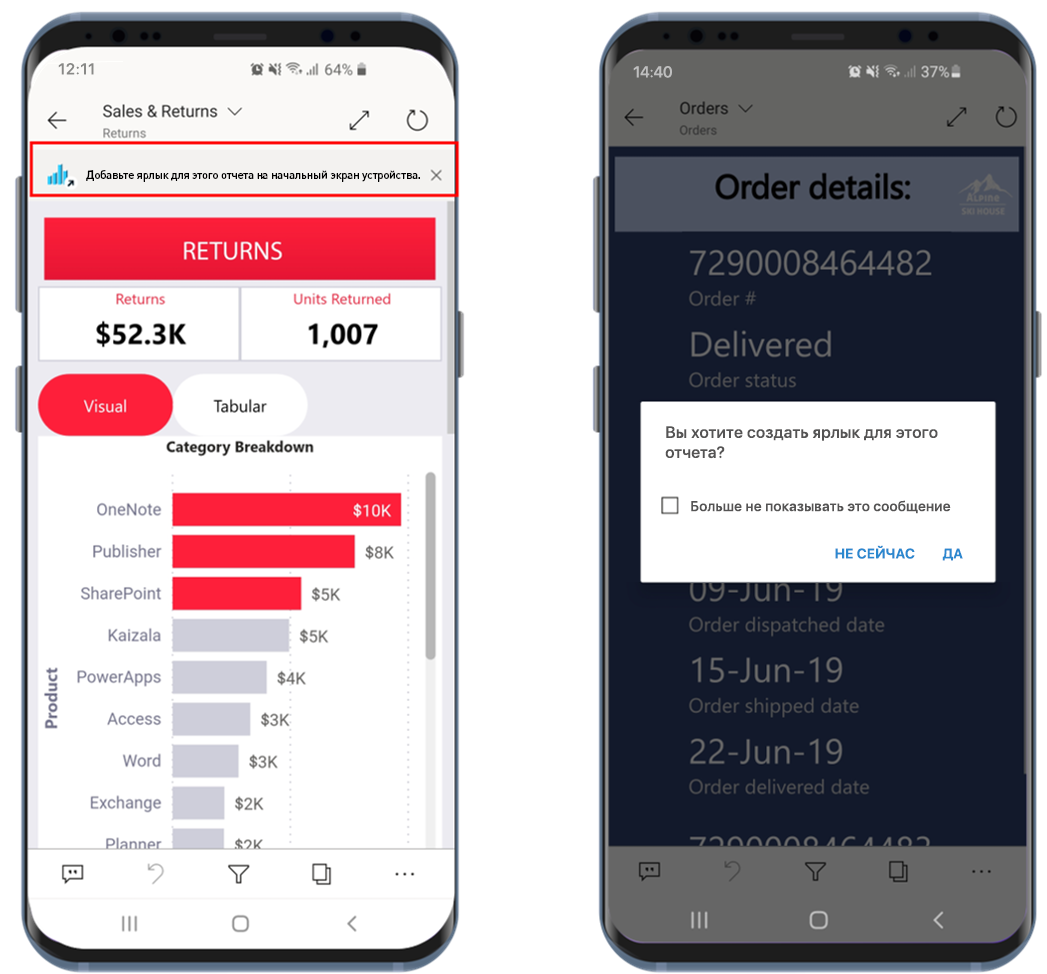 12:11
64%
Sales & Returns
Returns
Добавьте ярлык для этого отчета на начальный экран устройства.
RETURNS
Returns
Units Returned
$52.3K
1,007
Visual
Tabular
Category Breakdown
Product
OneNote
$10K
Publisher
$8K
SharePoint
$5K
Kaizala
$5K
PowerApps
$4K
Access
$3K
Word
$3K
Exchange
$2K
Planner
$2K
14:40
37%
Orders
Orders
Order details:
ALPINE
SKI HOUSE
7290008464482
Order #
Delivered
Order status
Вы хотите создать ярлык для этого
отчета?
Больше не показывать это сообщение
НЕ СЕЙЧАС
ДА
09-Jun-19
Order dispatched date
15-Jun-19
Order shipped date
22-Jun-19
Order delivered date
7290008464482